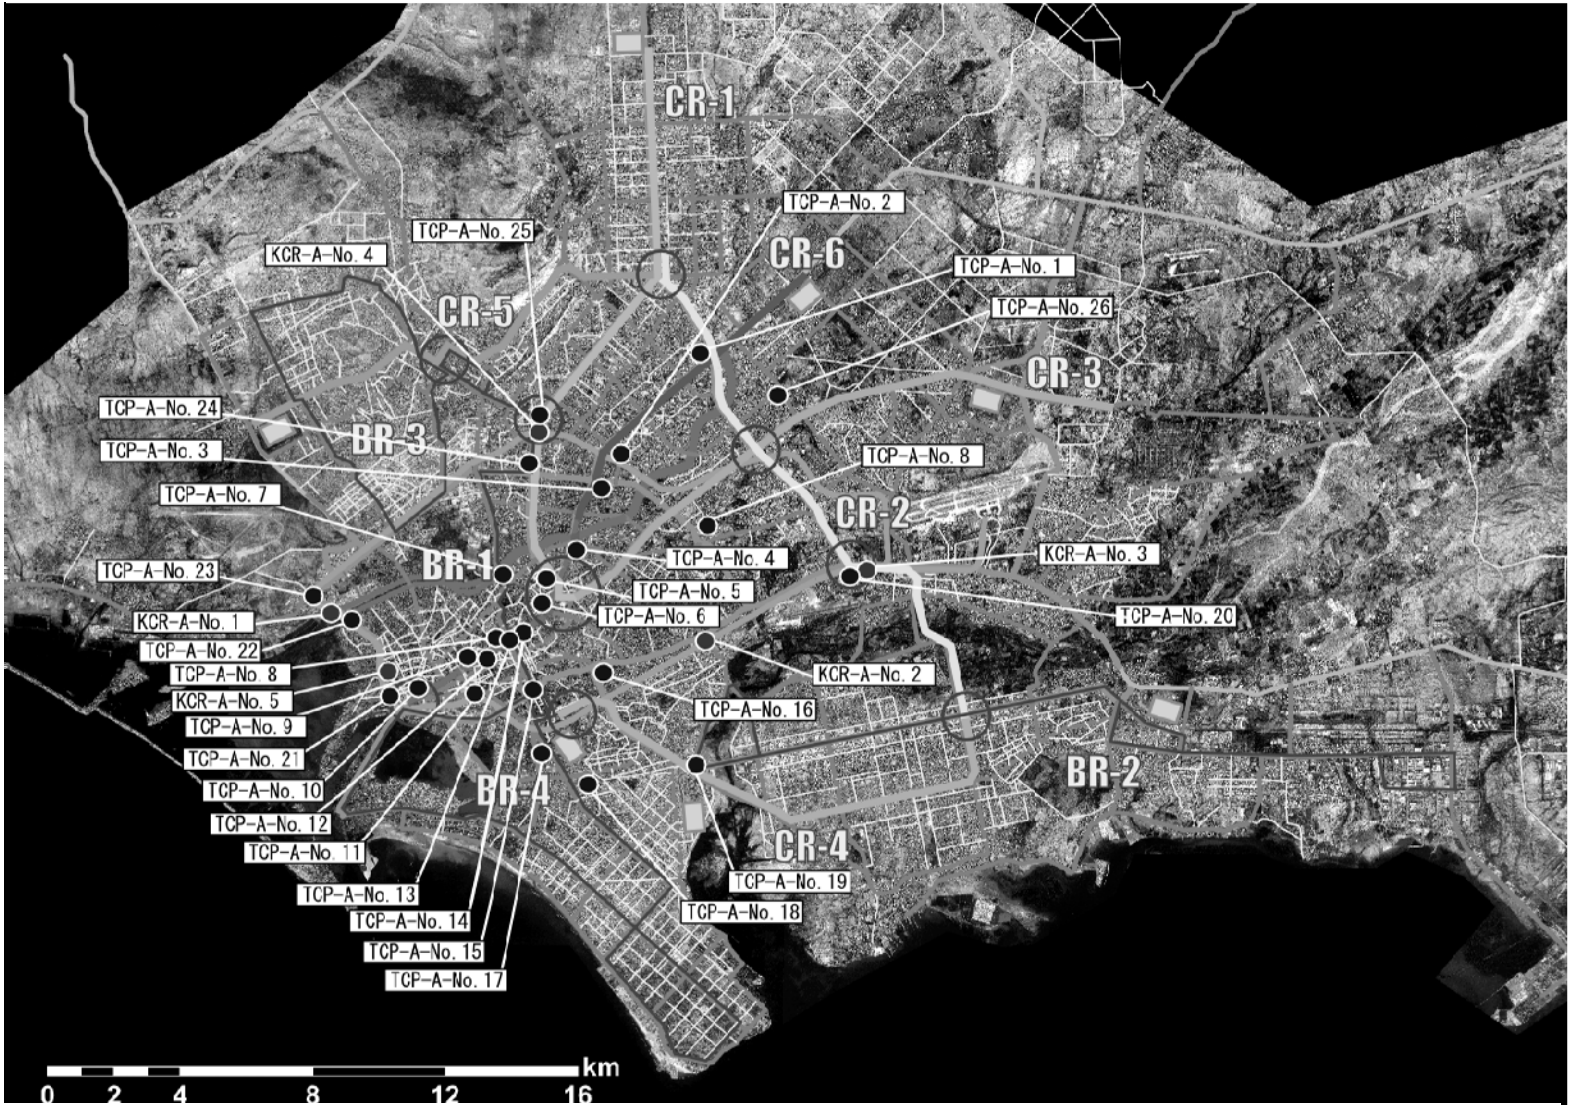 CR-1
TCP-A-No. 2
TCP-A-No. 25
KCR-A-No. 4
CR-6
TCP-A-No. 1
CR-5
TCP-A-No. 26
CR-3
TCP-A-No. 24
BR-3
TCP-A-No. 3
TCP-A-No. 8
TCP-A-No. 7
CR-2
TCP-A-No. 4
KCR-A-No. 3
BR-1
TCP-A-No. 23
TCP-A-No. 5
TCP-A-No. 6
TCP-A-No. 20
KCR-A-No. 1
TCP-A-No. 22
TCP-A-No. 8
KCR-A-No. 2
KCR-A-No. 5
TCP-A-No. 16
TCP-A-No. 9
TCP-A-No. 21
BR-2
TCP-A-No. 10
BR-4
TCP-A-No. 12
CR-4
TCP-A-No. 11
TCP-A-No. 19
TCP-A-No. 13
TCP-A-No. 18
TCP-A-No. 14
TCP-A-No. 15
TCP-A-No. 17
km
0 2 4 8 12 16